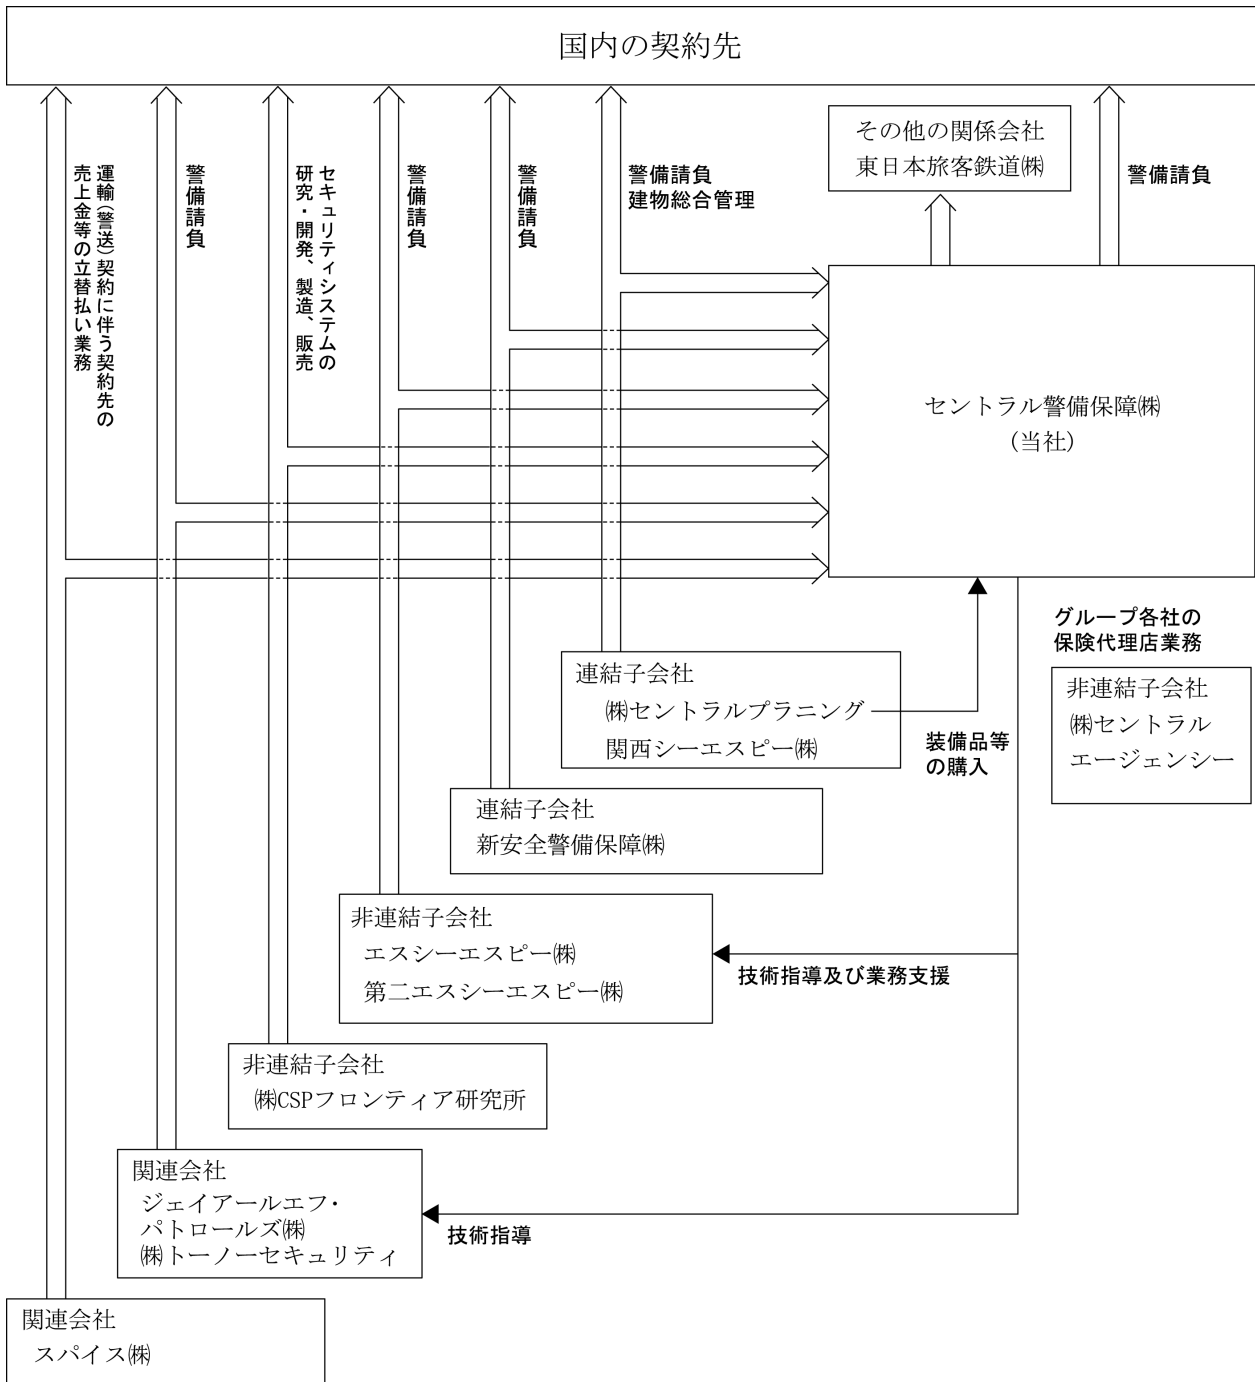 国内の契約先
その他の関係会社
東日本旅客鉄道㈱
運輸(警送)契約に伴う契約先の
売上金等の立替払い業務
警備請負
セキュリティシステムの
研究・開発、製造、販売
警備請負
警備請負
警備請負
建物総合管理
警備請負
セントラル警備保障㈱
(当社)
グループ各社の
保険代理店業務
連結子会社
㈱セントラルプラニング
関西シーエスピー㈱
装備品等
の購入
非連結子会社
㈱セントラル
エージェンシー
連結子会社
新安全警備保障㈱
非連結子会社
エスシーエスピー㈱
第二エスシーエスピー㈱
技術指導及び業務支援
非連結子会社
㈱CSPフロンティア研究所
関連会社
ジェイアールエフ・
パトロールズ㈱
㈱トーノーセキュリティ
技術指導
関連会社
スパイス㈱